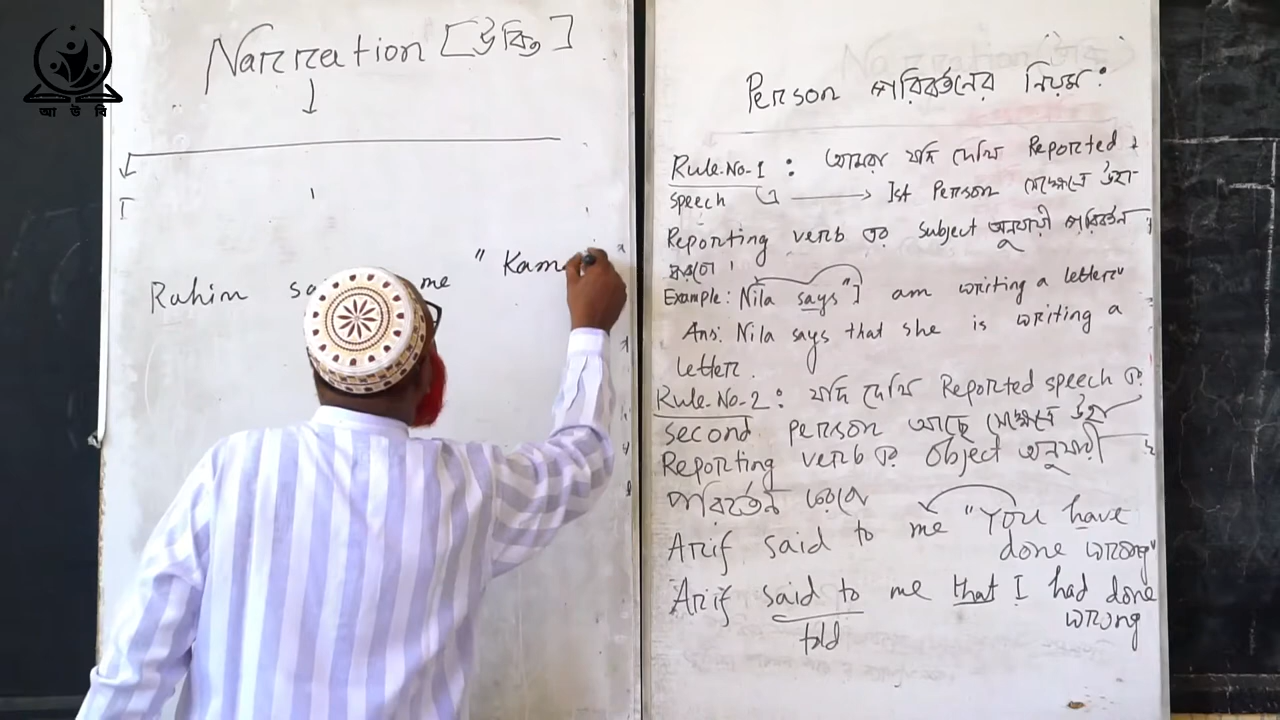 আ উ বি
Narration [উক্তি]
I
Rahim sa me " Kam
Person পরিবর্তনের নিয়ম :
Rule-No-1 : আমরা যদি দেখি Reported
speech → Ist Person সেক্ষেত্রে উহা
Reporting verb এর subject অনুযায়ী পরিবর্তন
হবে।
Example: Nila says "I am writing a letter"
Ans: Nila says that she is writing a
letter.
Rule-No-2 : যদি দেখি Reported speech এ
second person আছে সেক্ষেত্রে উহা
Reporting verb এর Object অনুযায়ী
পরিবর্তন হবে
Arif said to me "You have
done wrong"
Arif said to me that I had done
wrong
told